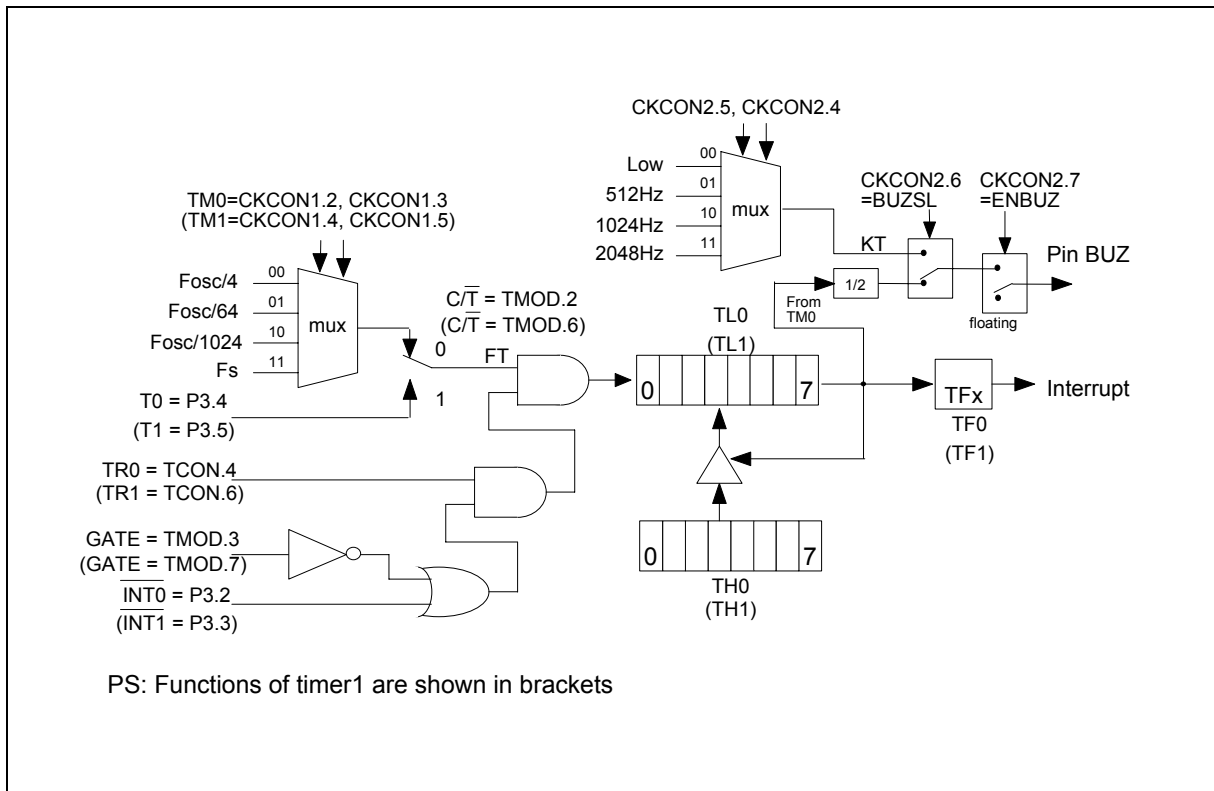 CKCON2.5, CKCON2.4
Low
512Hz
1024Hz
2048Hz
00
01
10
11
mux
KT
CKCON2.6
=BUZSL
CKCON2.7
=ENBUZ
Pin BUZ
1/2
From
TM0
floating
TM0=CKCON1.2, CKCON1.3
(TM1=CKCON1.4, CKCON1.5)
Fosc/4
Fosc/64
Fosc/1024
Fs
00
01
10
11
mux
C/T̅ = TMOD.2
(C/T̅ = TMOD.6)
0
FT
1
T0 = P3.4
(T1 = P3.5)
TL0
(TL1)
0
7
TFx
TF0
(TF1)
Interrupt
TR0 = TCON.4
(TR1 = TCON.6)
GATE = TMOD.3
(GATE = TMOD.7)
I̅N̅T̅0̅ = P3.2
(I̅N̅T̅1̅ = P3.3)
0
7
TH0
(TH1)
PS: Functions of timer1 are shown in brackets